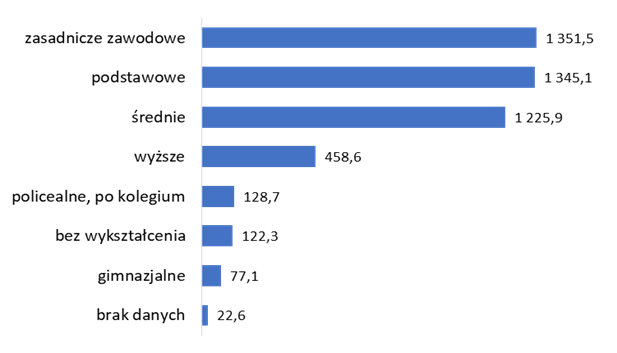 zasadnicze zawodowe 1 351,5
podstawowe 1 345,1
średnie 1 225,9
wyższe 458,6
policealne, po kolegium 128,7
bez wykształcenia 122,3
gimnazjalne 77,1
brak danych 22,6